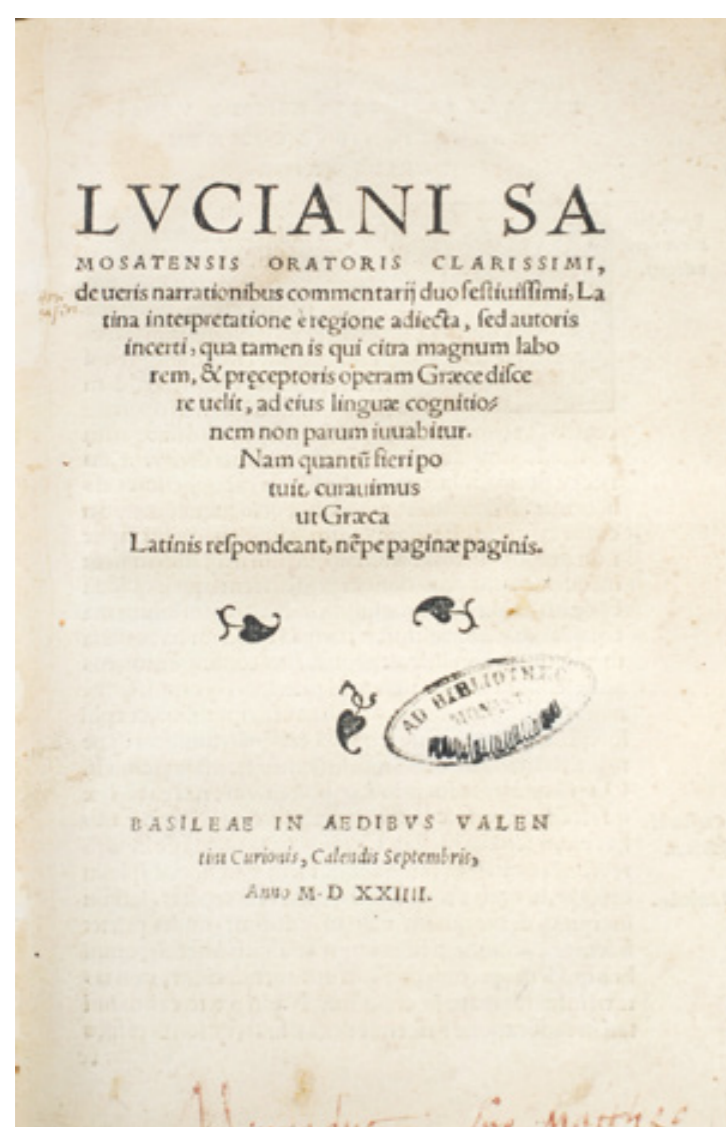 LVCIANI SA
MOSATENSIS ORATORIS CLARISSIMI,
de ueris narrationibus commentarij duo festiuissimi, La
tina interpretatione è regione adiecta, sed autoris
incerti, qua tamen is qui citra magnum labo
rem, & pręceptoris operam Græce disce
re uelit, ad eius linguæ cognitio⸗
nem non parum iuuabitur.
Nam quantũ fieri po
tuit, curauimus
ut Græca
Latinis respondeant, nẽpe paginæ paginis.
AD BIBLIOTHEC
BASILEAE IN AEDIBVS VALEN
tini Curionis, Calendis Septembris,
Anno M. D XXIIII.